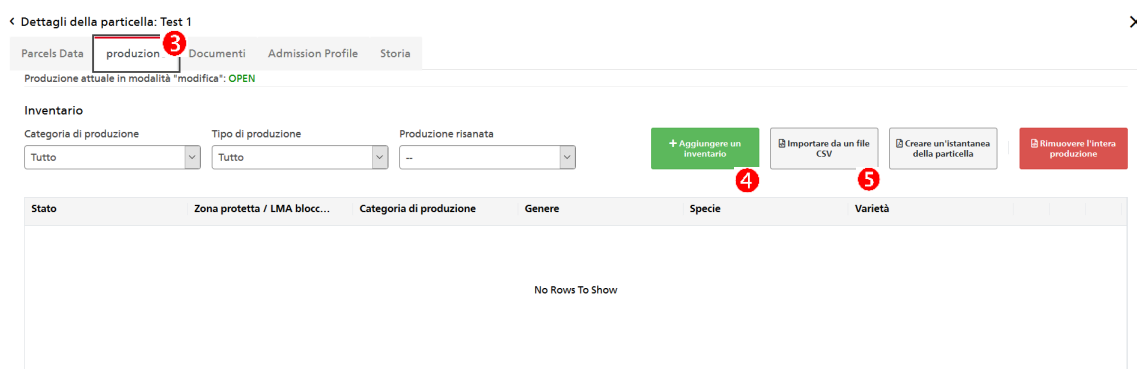 Dettagli della particella: Test 1
Parcels Data produzion 3 Documenti Admission Profile Storia
Produzione attuale in modalità "modifica": OPEN
Inventario
Categoria di produzione Tipo di produzione Produzione risanata
Tutto Tutto --
+ Aggiungere un inventario
Importare da un file CSV
Creare un'istantanea della particella
Rimuovere l'intera produzione
4 5
Stato Zona protetta / LMA blocc... Categoria di produzione Genere Specie Varietà
No Rows To Show